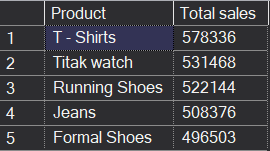 Product Total sales
1 T - Shirts 578336
2 Titak watch 531468
3 Running Shoes 522144
4 Jeans 508376
5 Formal Shoes 496503